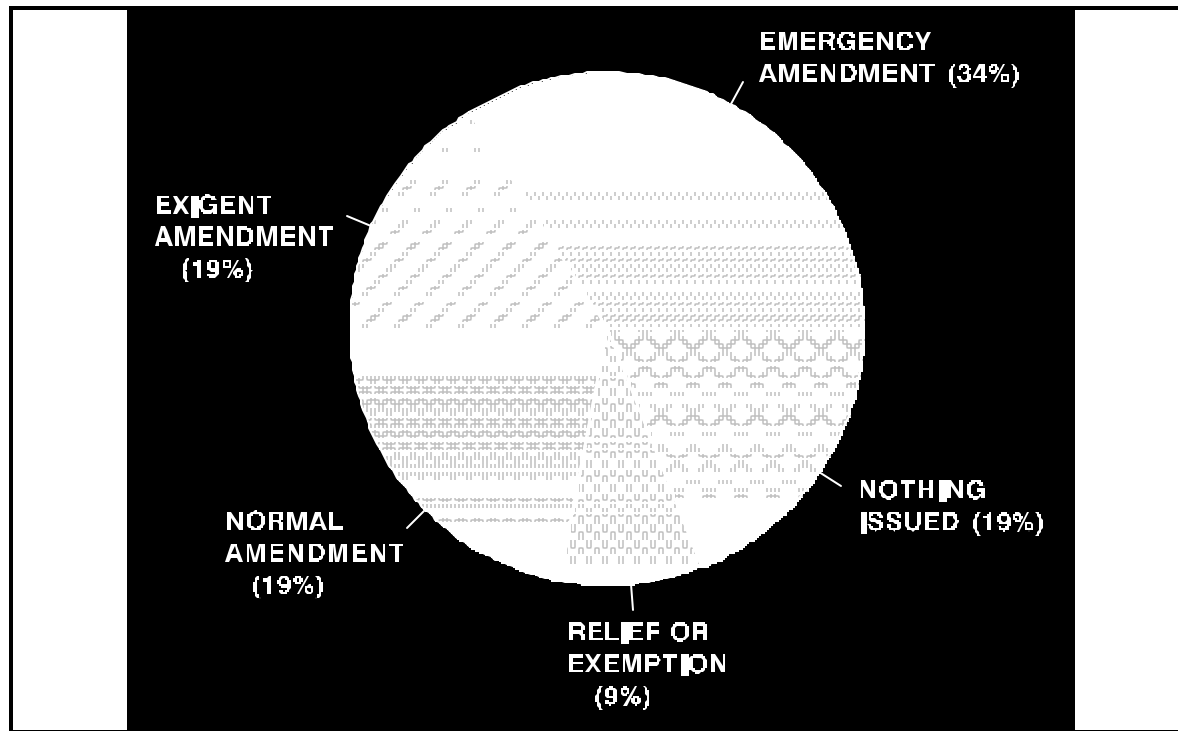 EMERGENCY
AMENDMENT (34%)
EXIGENT
AMENDMENT
(19%)
NOTHING
ISSUED (19%)
NORMAL
AMENDMENT
(19%)
RELIEF OR
EXEMPTION
(9%)